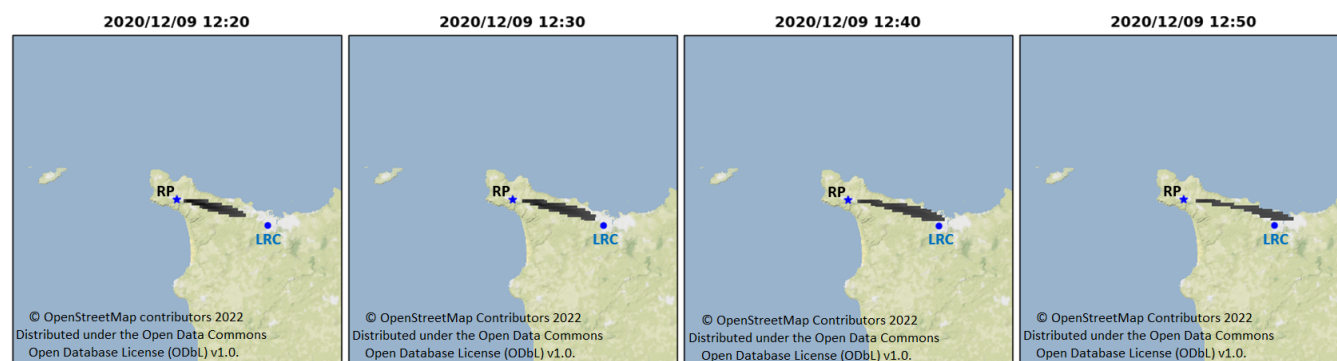 2020/12/09 12:20
RP
LRC
© OpenStreetMap contributors 2022
Distributed under the Open Data Commons
Open Database License (ODbL) v1.0.
2020/12/09 12:30
RP
LRC
© OpenStreetMap Contributors 2022
Distributed under the Open Data Commons
Open Database License (ODbL) v1.0.
2020/12/09 12:40
RP
LRC
© OpenStreetMap Contributors 2022
Distributed under the Open Data Commons
Open Database License (ODbL) v1.0.
2020/12/09 12:50
RP
LRC
© OpenStreetMap Contributors 2022
Distributed under the Open Data Commons
Open Database License (ODbL) v1.0.